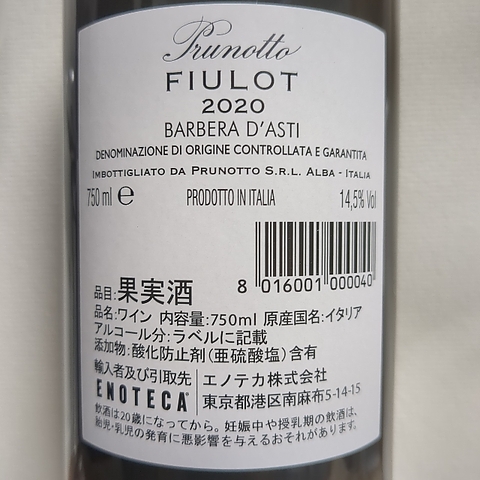 Prunotto
FIULOT
2020
BARBERA D'ASTI
DENOMINAZIONE DI ORIGINE CONTROLLATA E GARANTITA
IMBOTTIGLIATO DA PRUNOTTO S.R.L. ALBA - ITALIA
750 ml e PRODOTTO IN ITALIA 14,5% Vol
8 016001 000040
品目:果実酒
品名:ワイン 内容量:750ml 原産国名:イタリア
アルコール分:ラベルに記載
添加物:酸化防止剤(亜硫酸塩)含有
輸入者及び引取先 エノテカ株式会社
ENOTECA® 東京都港区南麻布5-14-15
飲酒は20歳になってから。妊娠中や授乳期の飲酒は、
胎児・乳児の発育に悪影響を与えるおそれがあります。